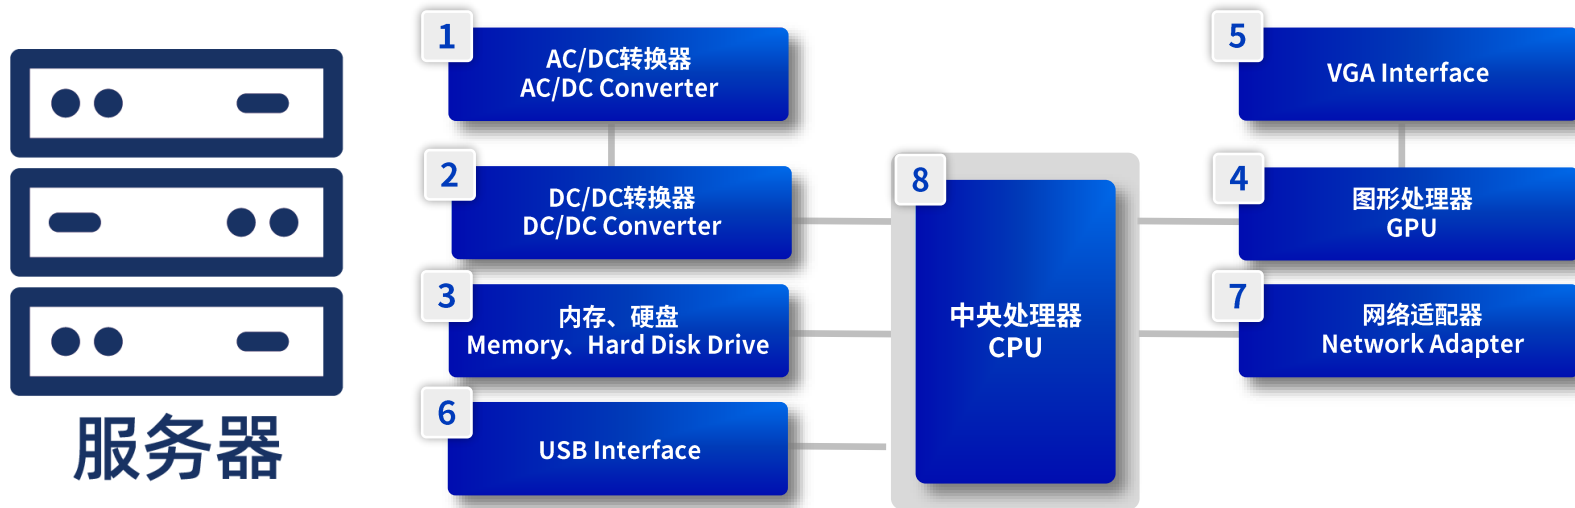 服务器
1
AC/DC转换器
AC/DC Converter
2
DC/DC转换器
DC/DC Converter
3
内存、硬盘
Memory、Hard Disk Drive
6
USB Interface
8
中央处理器
CPU
5
VGA Interface
4
图形处理器
GPU
7
网络适配器
Network Adapter